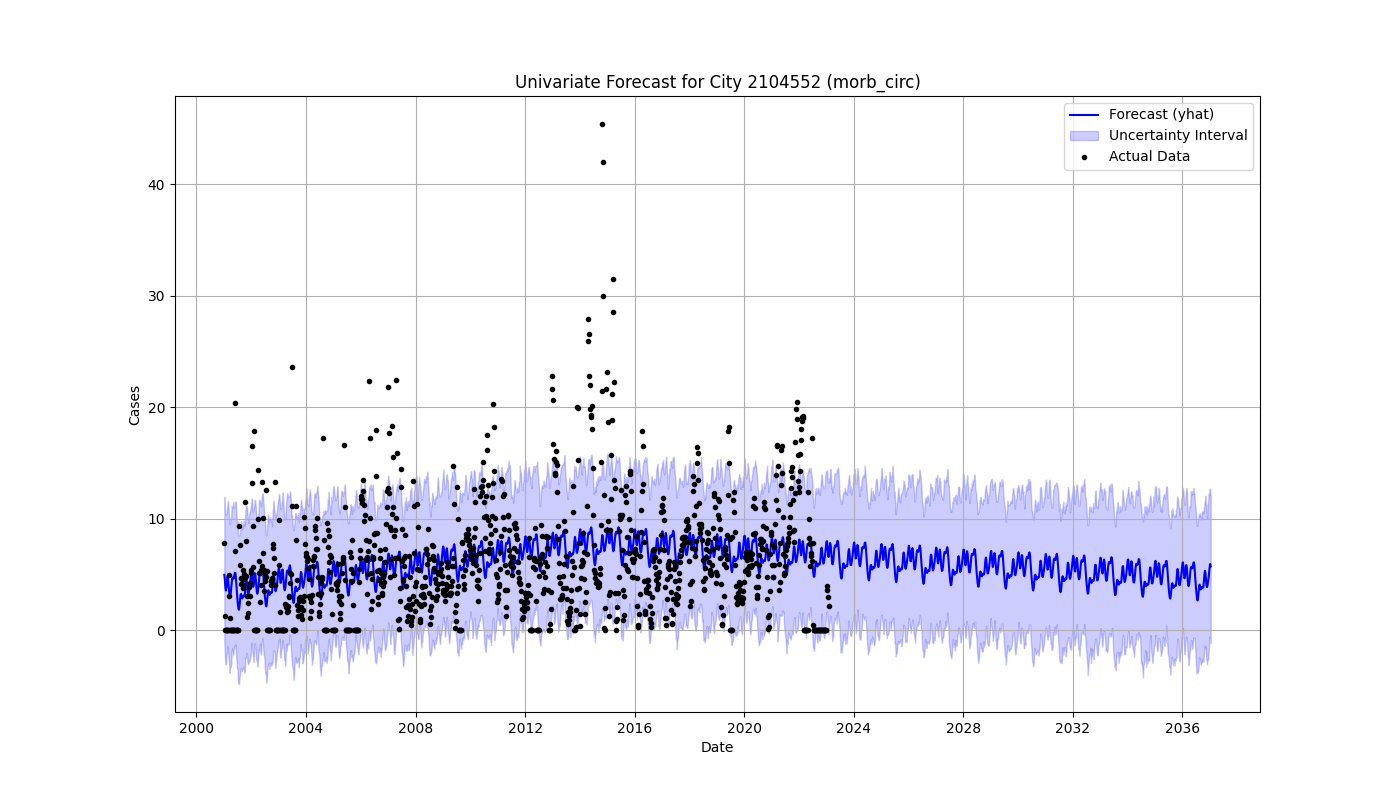 Univariate Forecast for City 2104552 (morb_circ)
Forecast (yhat)
Uncertainty Interval
Actual Data
Cases
40
30
20
10
0
2000 2004 2008 2012 2016 2020 2024 2028 2032 2036
Date